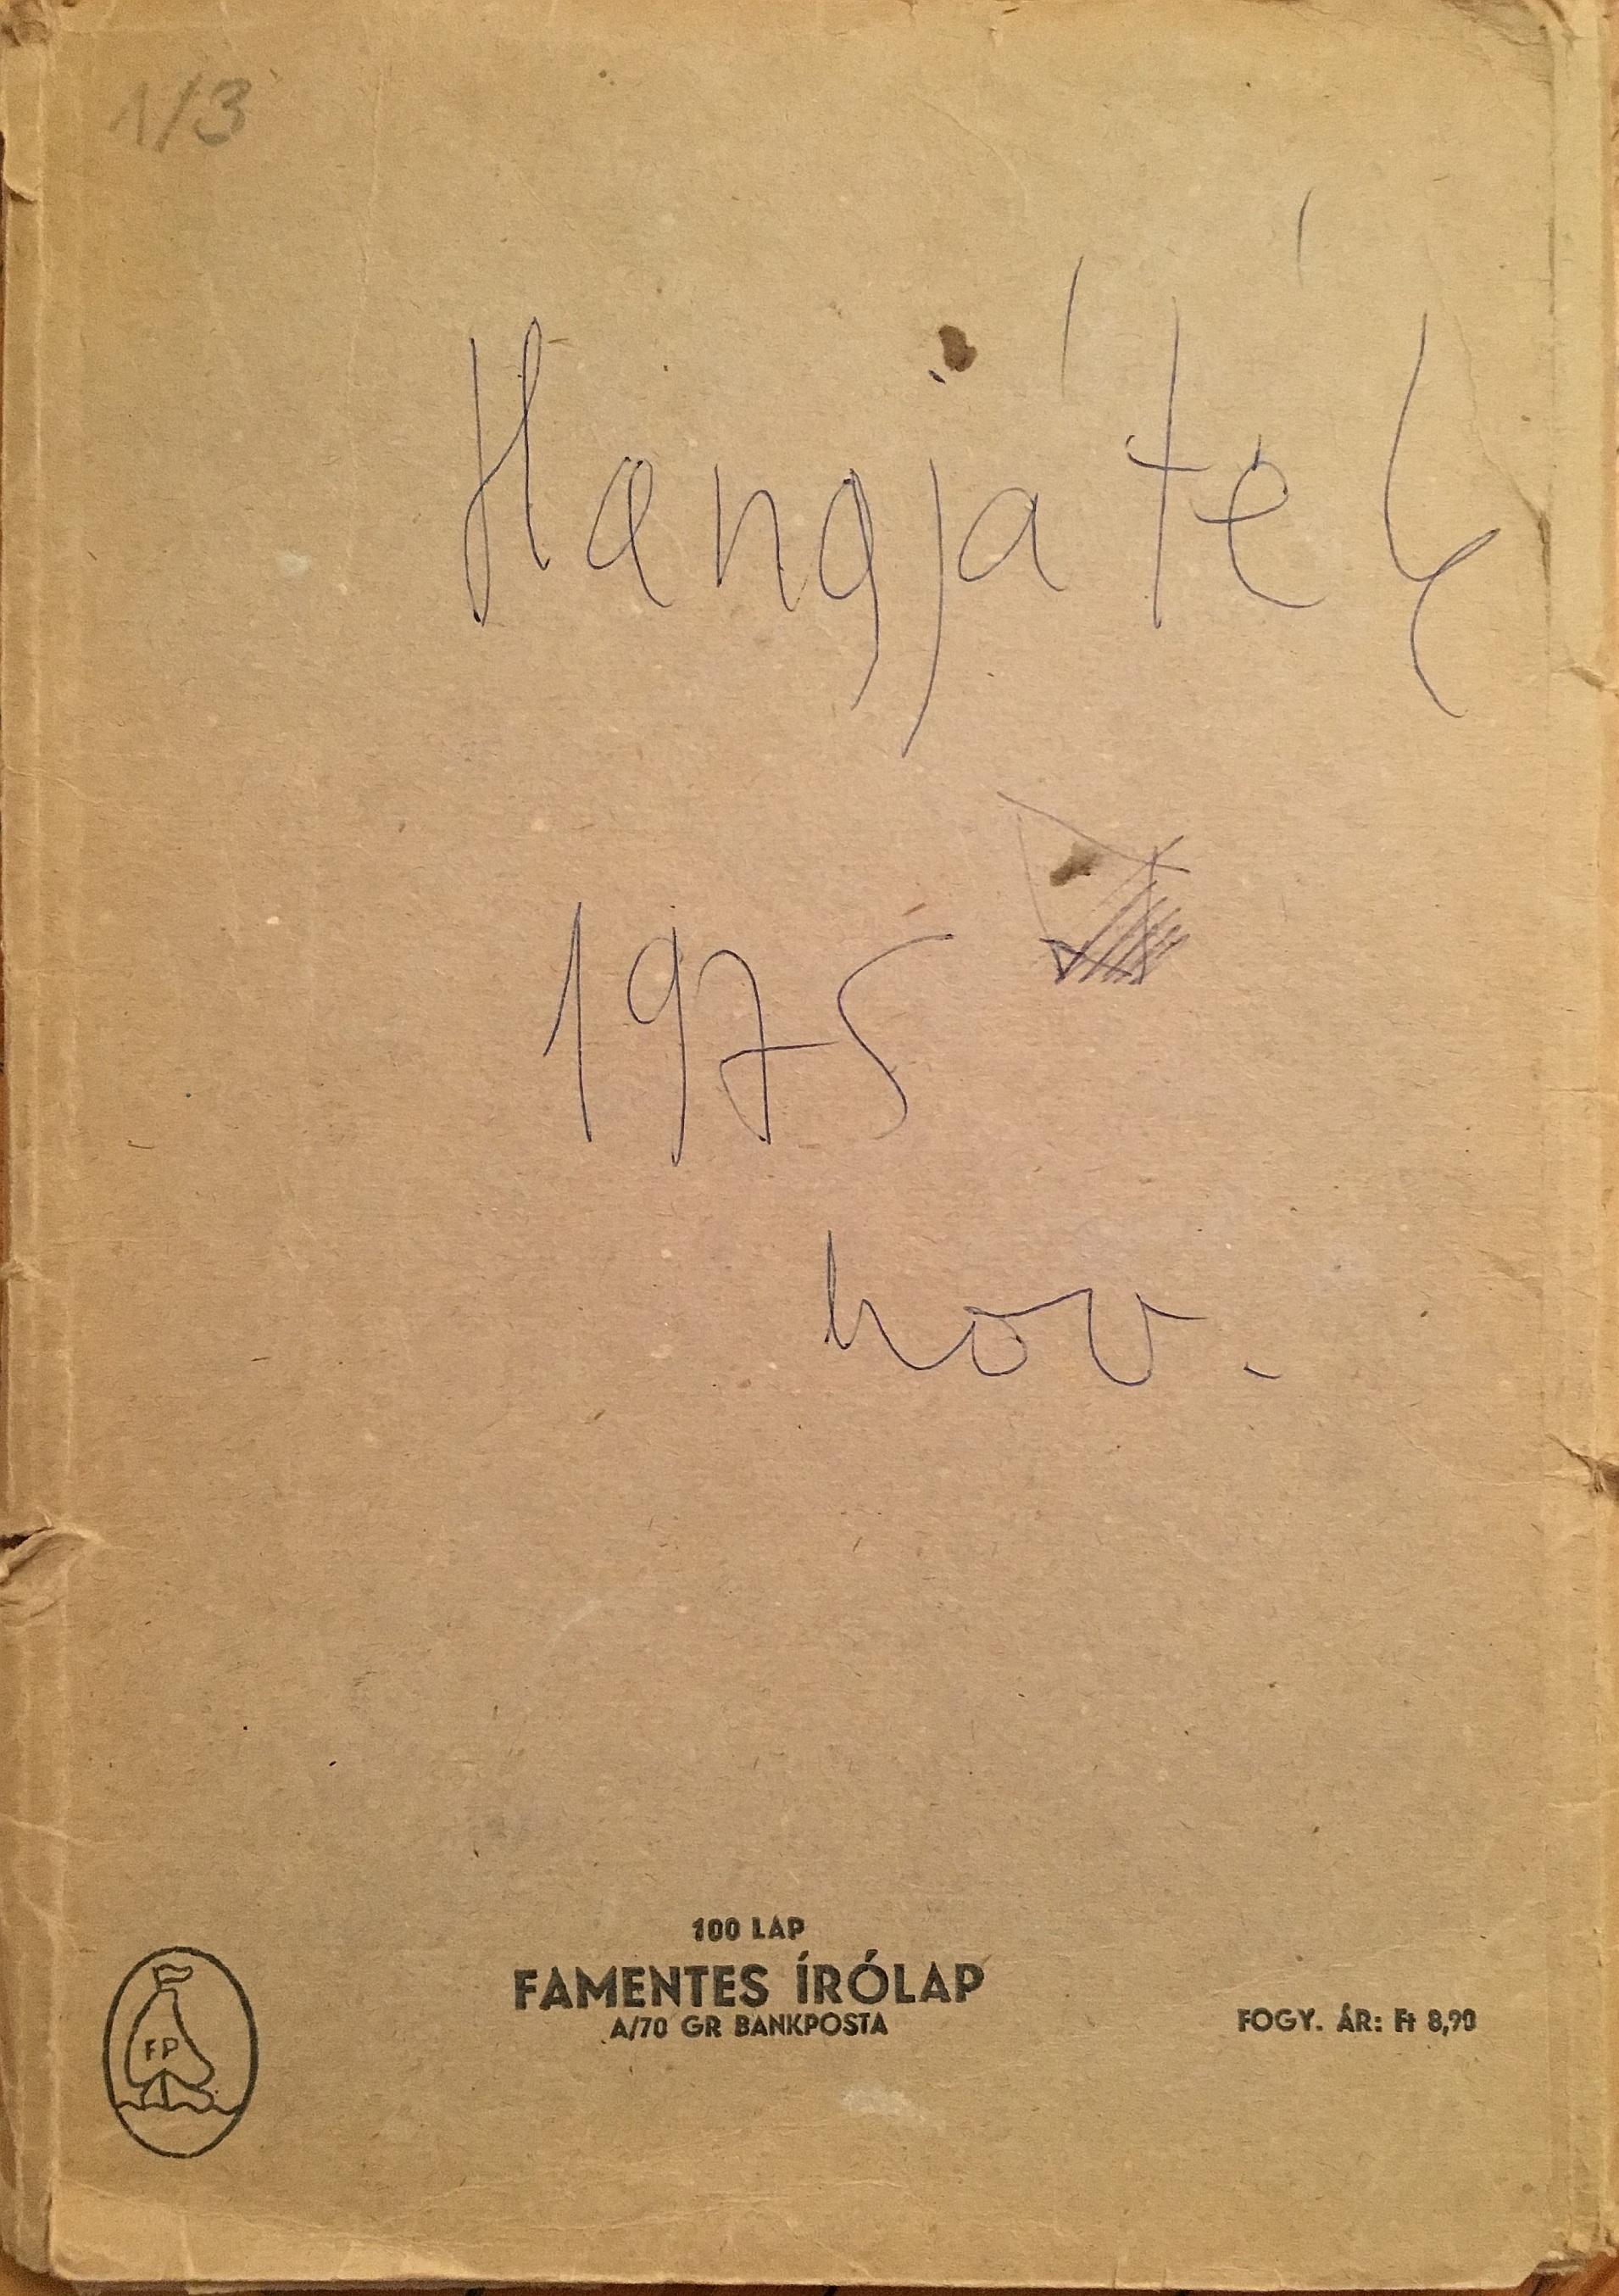 1/3
Hangjáték
1975
nov.
100 LAP
FAMENTES ÍRÓLAP
A/70 GR BANKPOSTA
FOGY. ÁR: Ft 8,90
FP